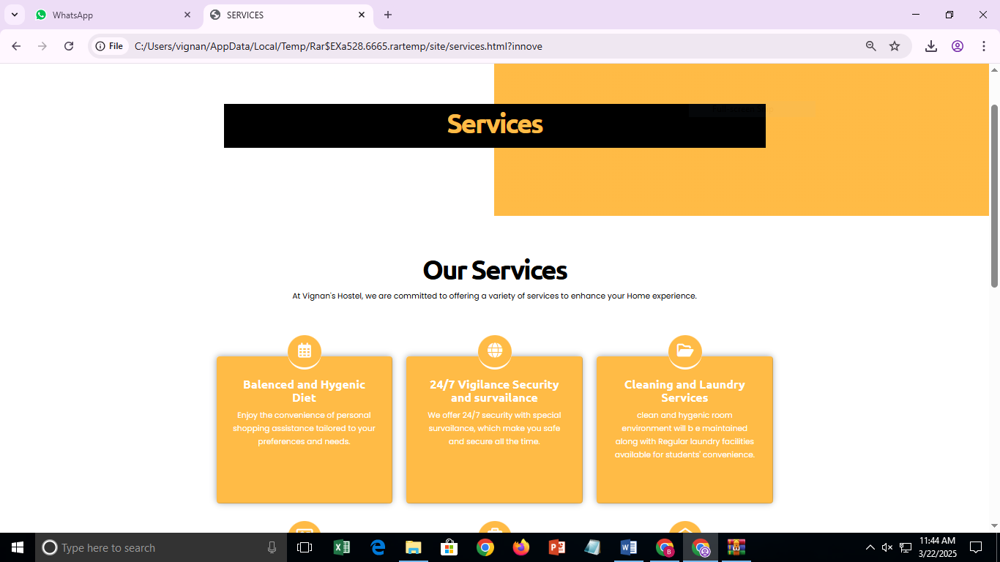 WhatsApp
SERVICES
File
C:/Users/vignan/AppData/Local/Temp/Rar$EXa528.6665.rartemp/site/services.html?innove
Services
Our Services
At Vignan's Hostel, we are committed to offering a variety of services to enhance your Home experience.
Balenced and Hygenic
Diet
Enjoy the convenience of personal
shopping assistance tailored to your
preferences and needs.
24/7 Vigilance Security
and survailance
We offer 24/7 security with special
survailance, which make you safe
and secure all the time.
Cleaning and Laundry
Services
clean and hygenic room
environment will b e maintained
along with Regular laundry facilities
available for students' convenience.
Type here to search
B
11:44 AM
3/22/2025